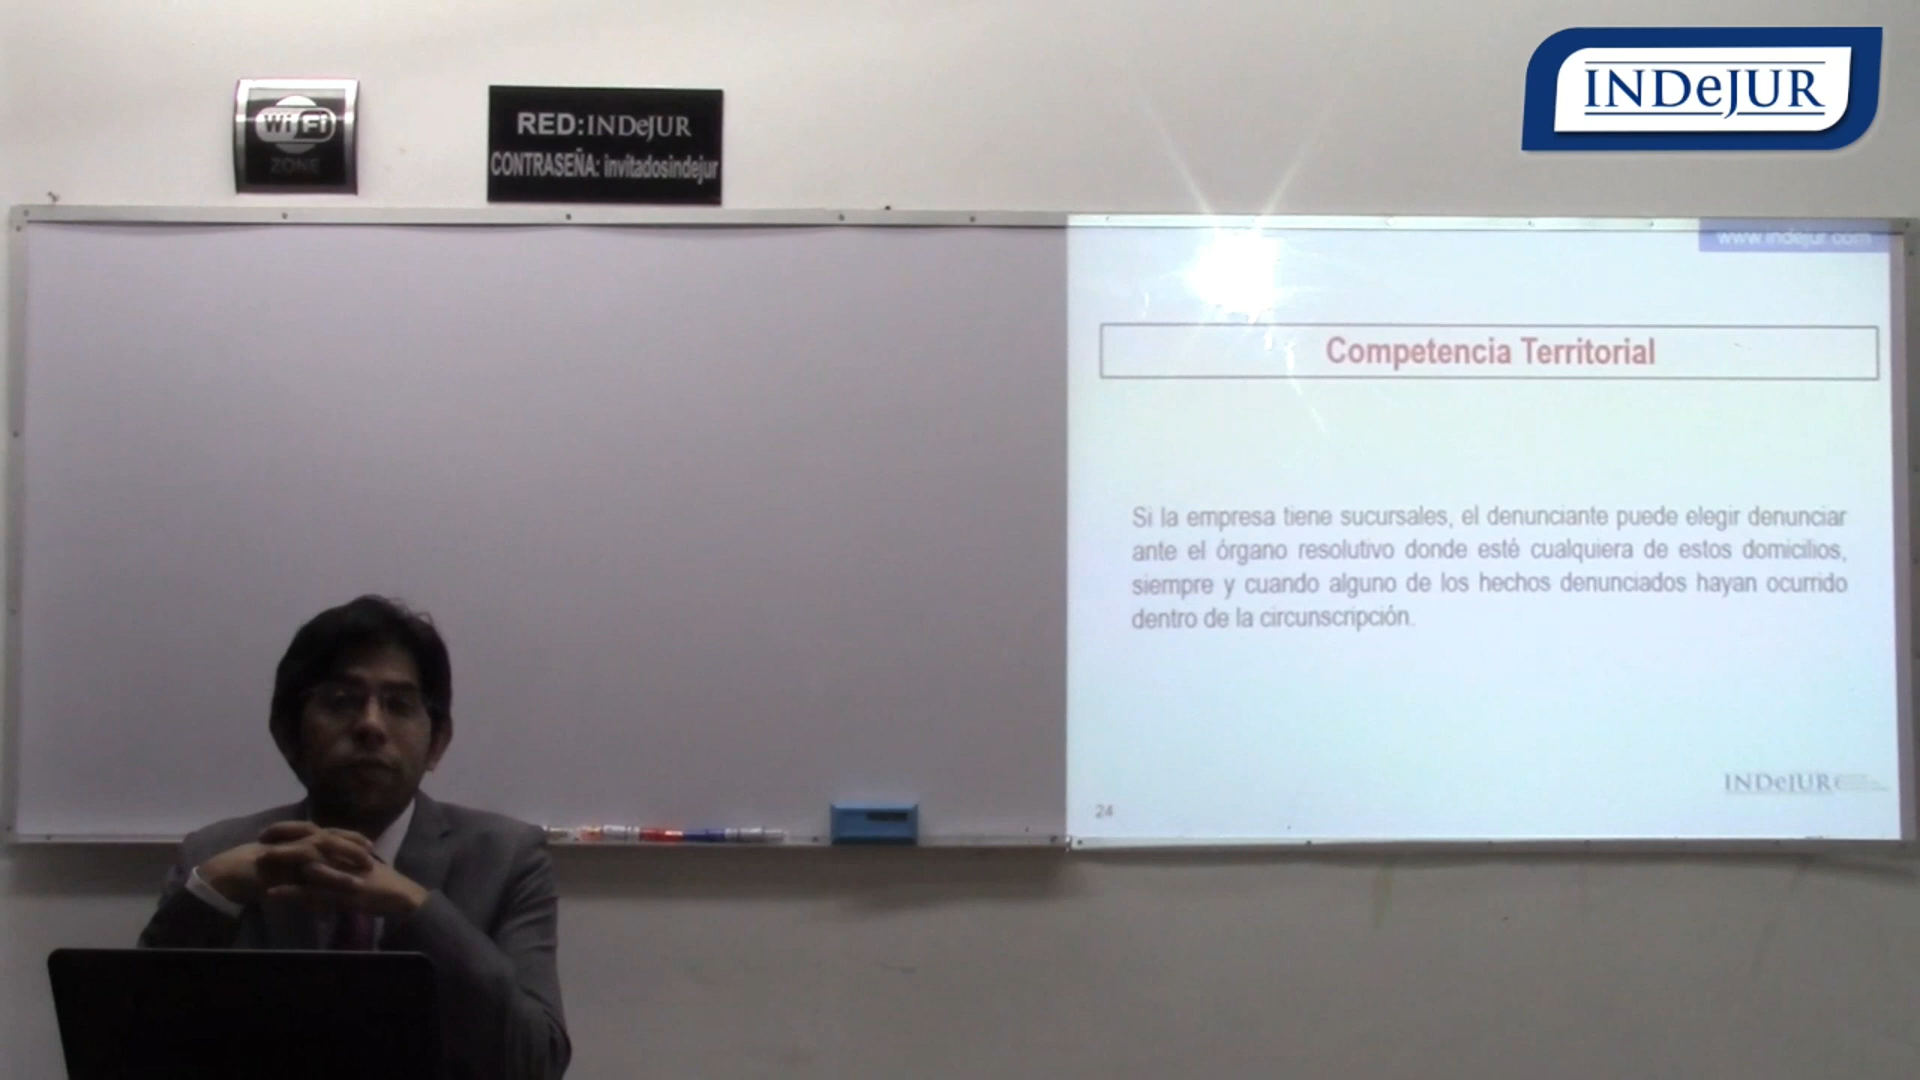 INDeJUR
WiFi
ZONE
RED:INDeJUR
CONTRASEÑA: invitadosindejur
www.indejur.com
Competencia Territorial
Si la empresa tiene sucursales, el denunciante puede elegir denunciar
ante el órgano resolutivo donde esté cualquiera de estos domicilios,
siempre y cuando alguno de los hechos denunciados hayan ocurrido
dentro de la circunscripción.
INDeJUR
24